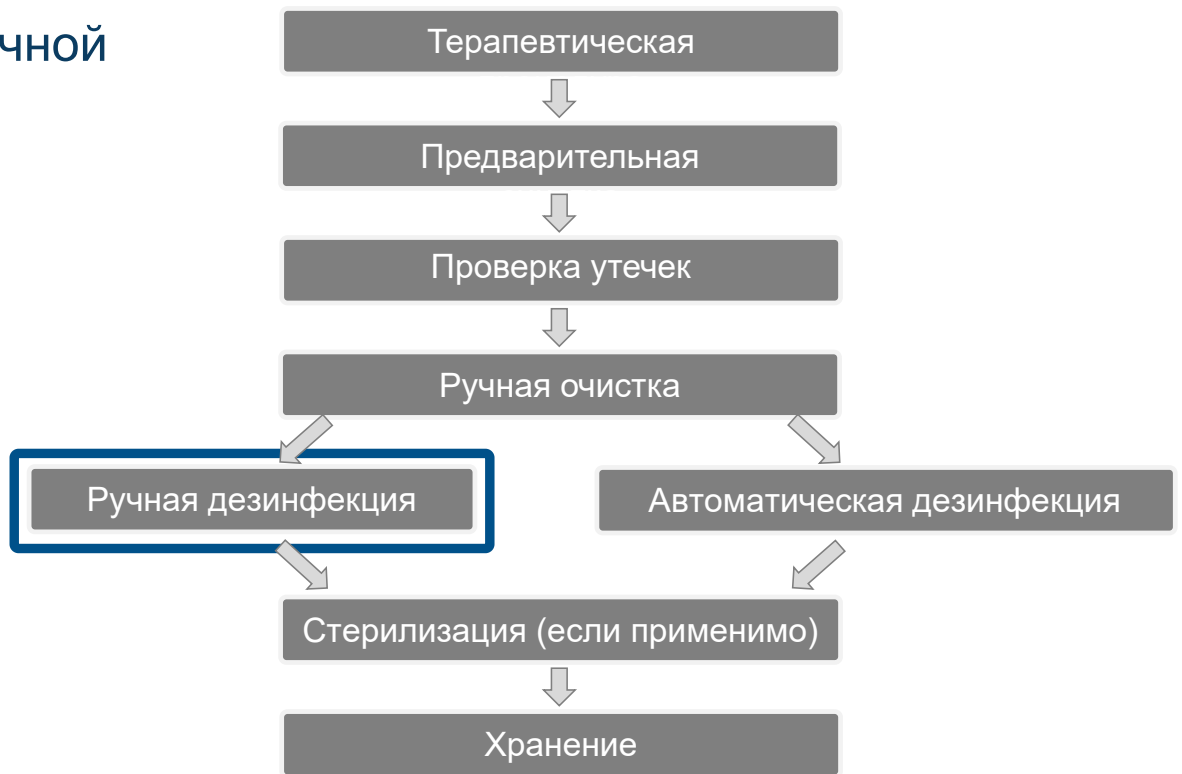 чной
Терапевтическая
Предварительная
Проверка утечек
Ручная очистка
Ручная дезинфекция
Автоматическая дезинфекция
Стерилизация (если применимо)
Хранение